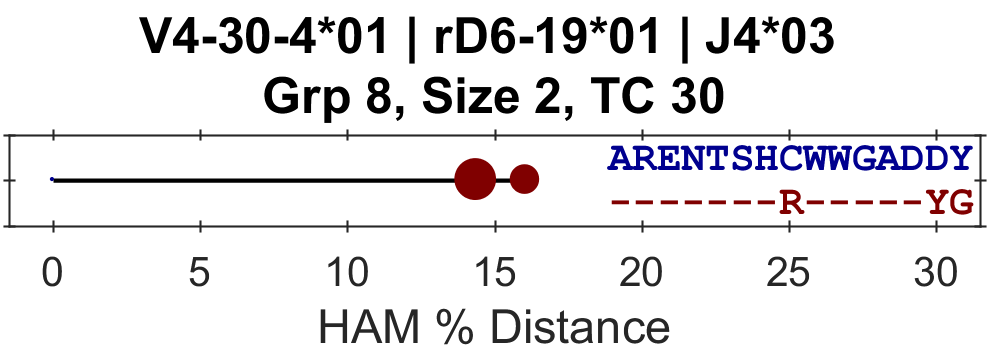 V4-30-4*01 | rD6-19*01 | J4*03
Grp 8, Size 2, TC 30
ARENTSHCWWGADDY
-------R-----YG
0 5 10 15 20 25 30
HAM % Distance